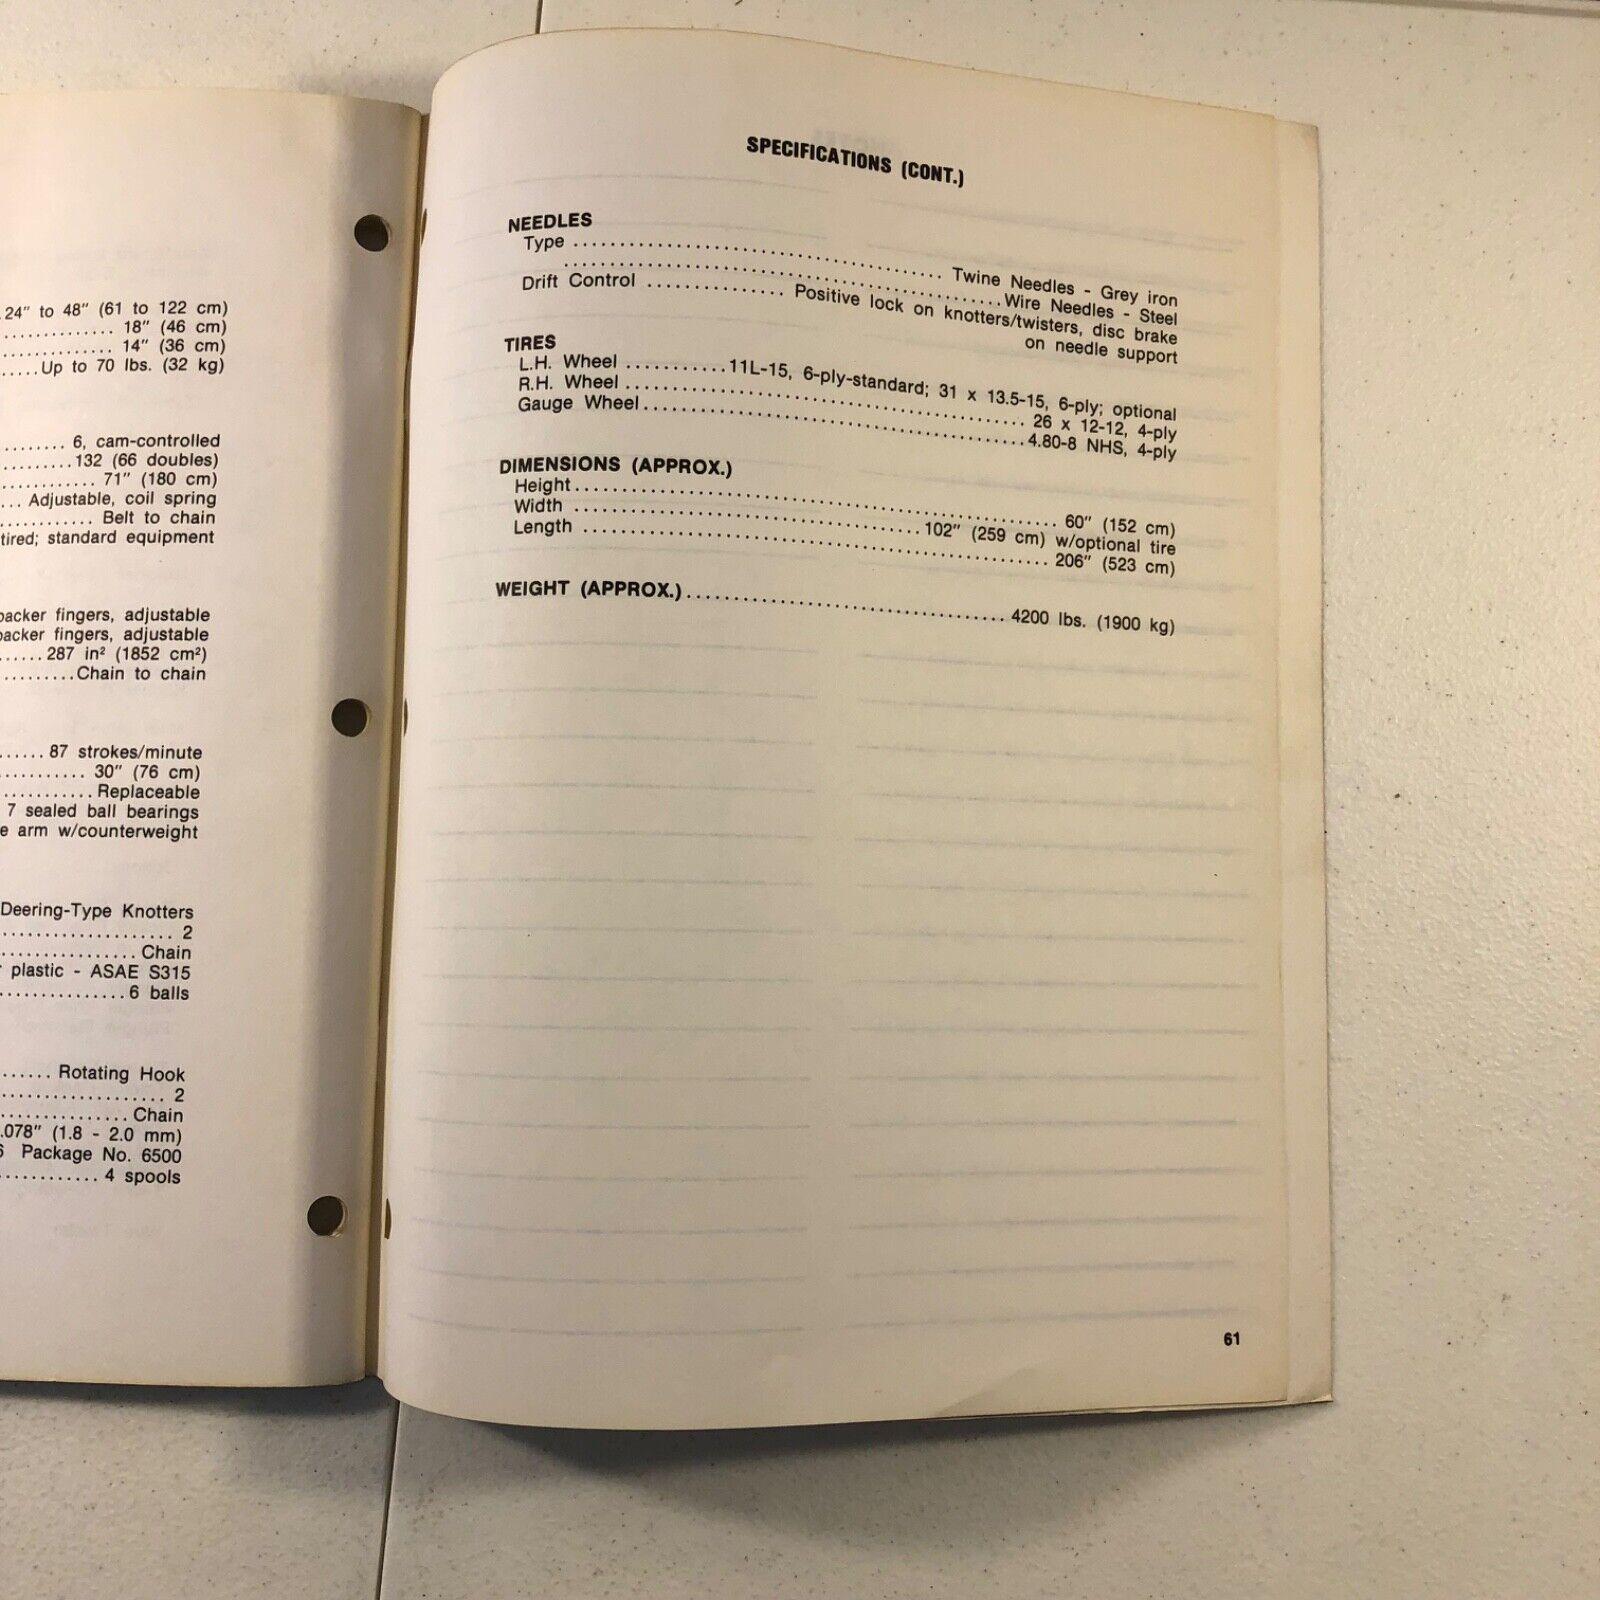 24" to 48" (61 to 122 cm)
............... 18" (46 cm)
............... 14" (36 cm)
.....Up to 70 lbs. (32 kg)
........ 6, cam-controlled
..........132 (66 doubles)
............. 71" (180 cm)
... Adjustable, coil spring
............ Belt to chain
tired; standard equipment
fingers, adjustable
fingers, adjustable
......287 in² (1852 cm²)
.........Chain to chain
......87 strokes/minute
........... 30" (76 cm)
............Replaceable
7 sealed ball bearings
arm w/counterweight
Deering-Type Knotters
..................... 2
................. Chain
plastic - ASAE S315
................6 balls
...... Rotating Hook
.................... 2
................ Chain
.078" (1.8 - 2.0 mm)
Package No. 6500
............ 4 spools
SPECIFICATIONS (CONT.)
NEEDLES
Type ........................................ Twine Needles - Grey iron
...............................................Wire Needles - Steel
Drift Control ............... Positive lock on knotters/twisters, disc brake
on needle support
TIRES
L.H. Wheel ...........11L-15, 6-ply-standard; 31 x 13.5-15, 6-ply; optional
R.H. Wheel ........................................... 26 x 12-12, 4-ply
Gauge Wheel..........................................4.80-8 NHS, 4-ply
DIMENSIONS (APPROX.)
Height.................................................... 60" (152 cm)
Width .....................................102" (259 cm) w/optional tire
Length .................................................. 206" (523 cm)
WEIGHT (APPROX.)................................... 4200 lbs. (1900 kg)
61